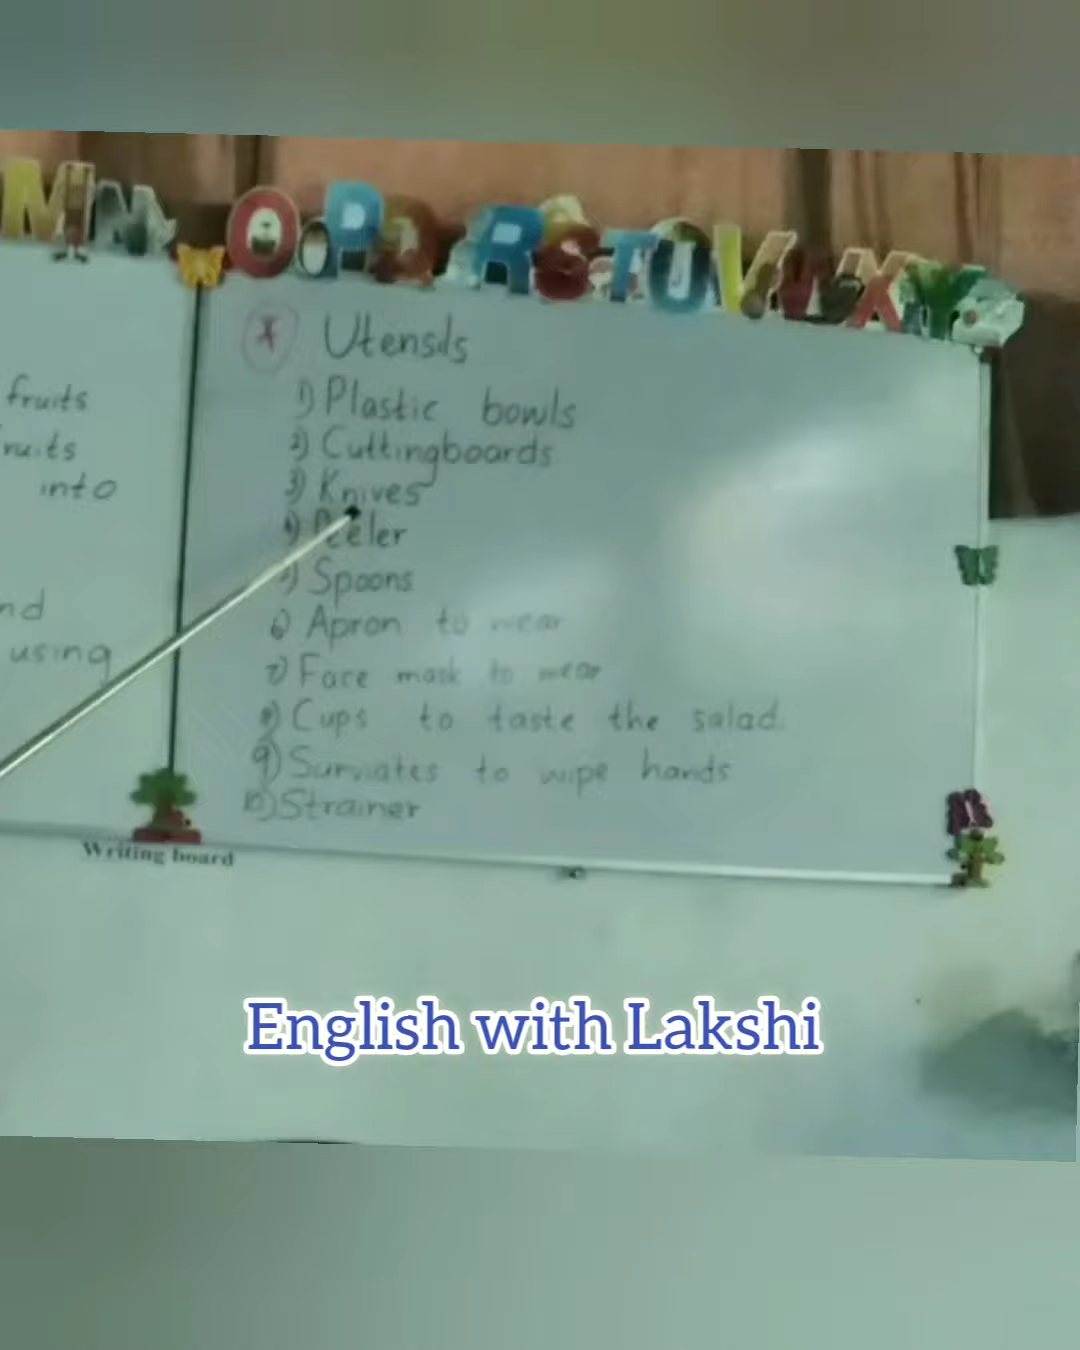 M N O P Q R S T U V W X Y Z
fruits
fruits
into
nd
using
* Utensils
1) Plastic bowls
2) Cuttingboards
3) Knives
4) Peeler
5) Spoons
6) Apron to wear
7) Face mask to wear
8) Cups to taste the salad.
9) Surviates to wipe hands
10) Strainer
Writing board
English with Lakshi